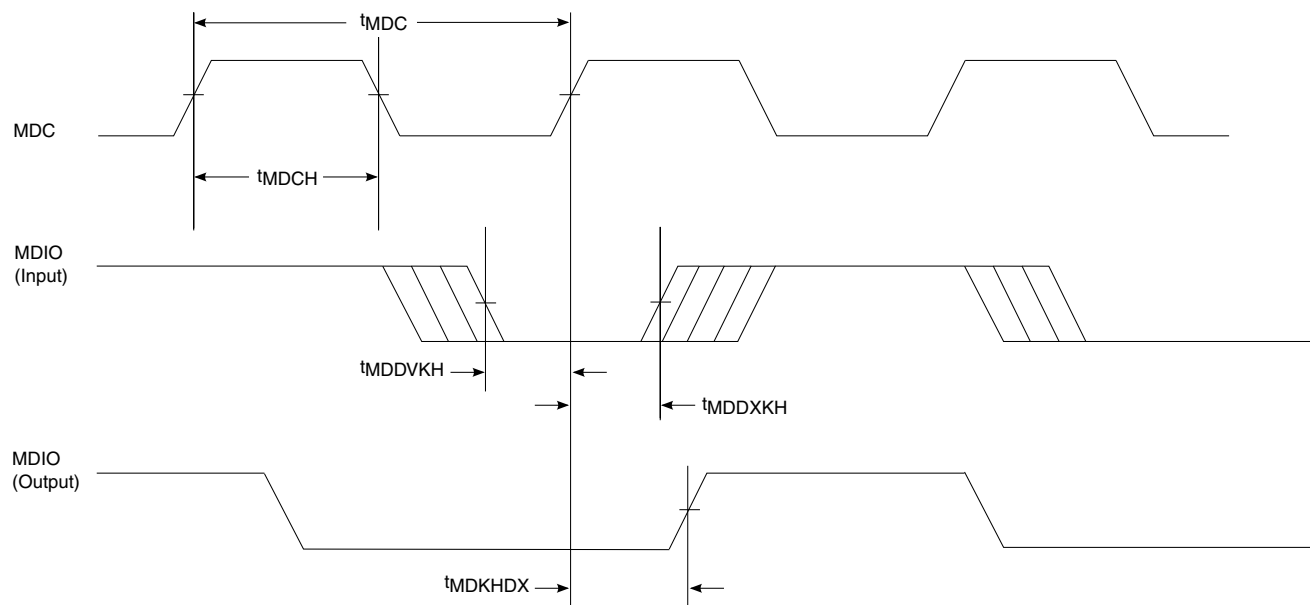 tMDC
MDC
tMDCH
MDIO
(Input)
tMDDVKH
tMDDXKH
MDIO
(Output)
tMDKHDX